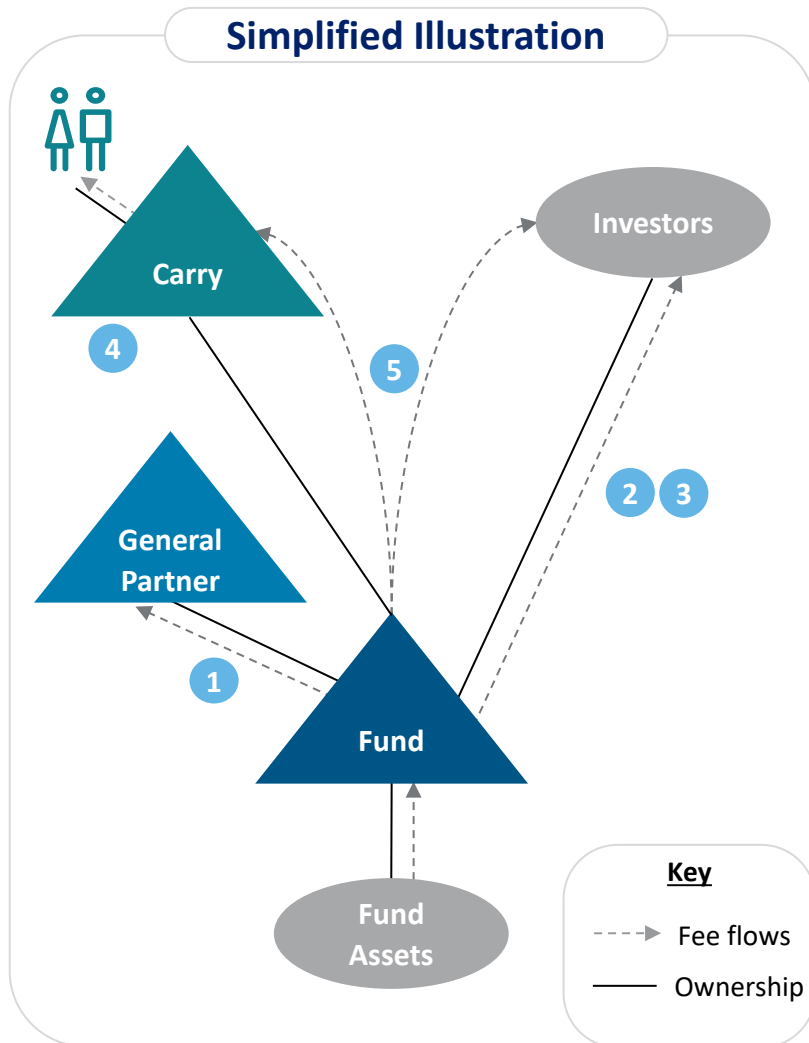 Simplified Illustration
Investors
Carry
4
5
2 3
General
Partner
1
Fund
Key
Fund
Assets
Fee flows
Ownership